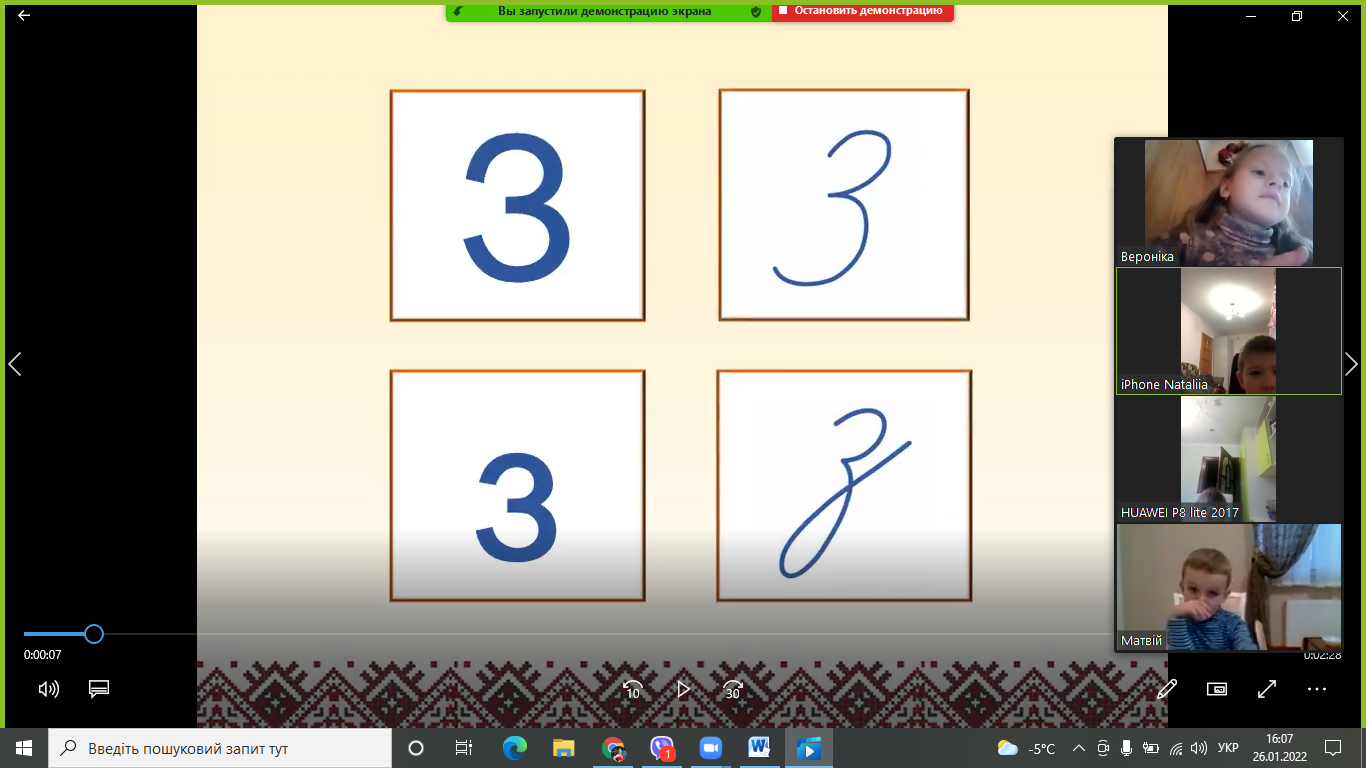 Вы запустили демонстрацию экрана
Остановить демонстрацию
З
З
з
з
Вероніка
iPhone Nataliia
HUAWEI P8 lite 2017
Матвій
0:00:07
0:02:28
10
30
Введіть пошуковий запит тут
1
-5°C
УКР
16:07
26.01.2022